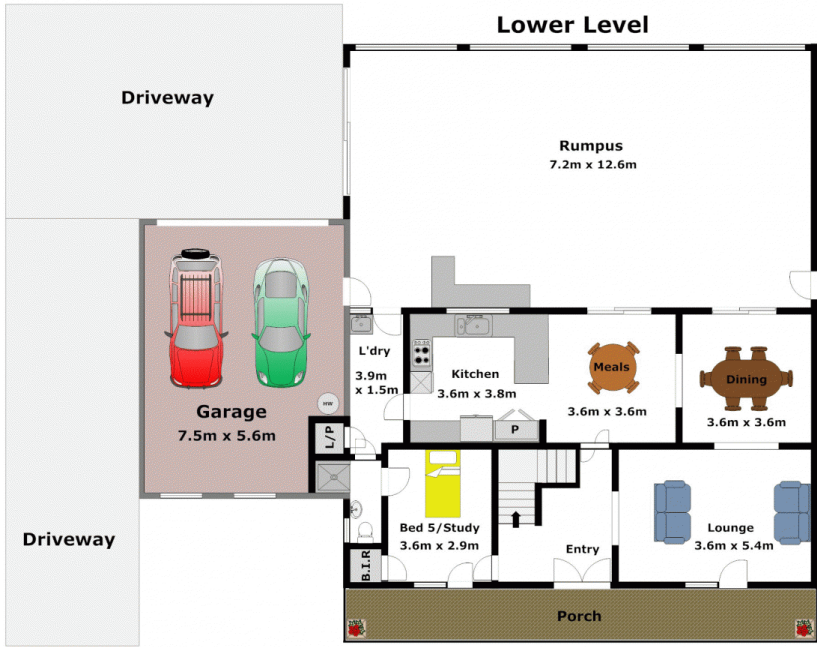 Lower Level
Driveway
Rumpus
7.2m x 12.6m
L'dry
3.9m
x 1.5m
Kitchen
3.6m x 3.8m
Meals
3.6m x 3.6m
Dining
3.6m x 3.6m
HW
Garage
7.5m x 5.6m
L/P
P
Driveway
Bed 5/Study
3.6m x 2.9m
Lounge
3.6m x 5.4m
Entry
B.I.R
Porch